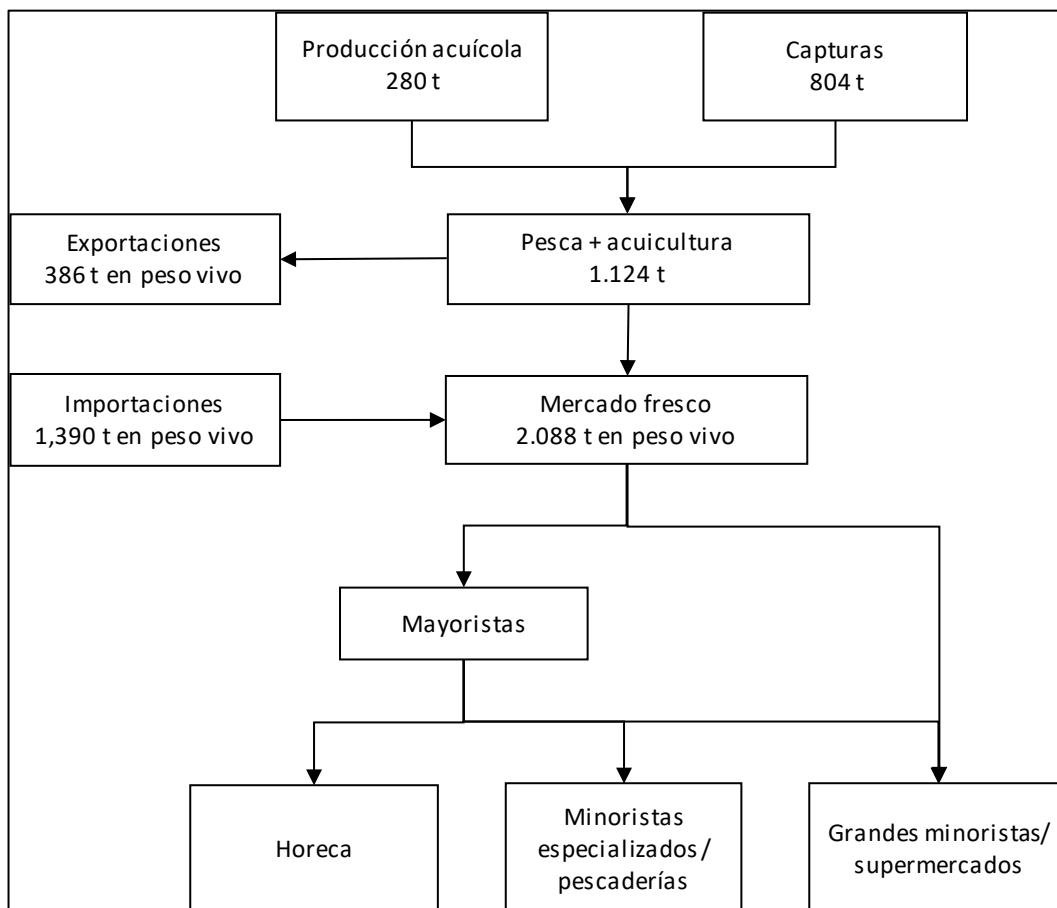 Producción acuícola
280 t
Capturas
804 t
Exportaciones
386 t en peso vivo
Pesca + acuicultura
1.124 t
Importaciones
1,390 t en peso vivo
Mercado fresco
2.088 t en peso vivo
Mayoristas
Horeca
Minoristas
especializados/
pescaderías
Grandes minoristas/
supermercados